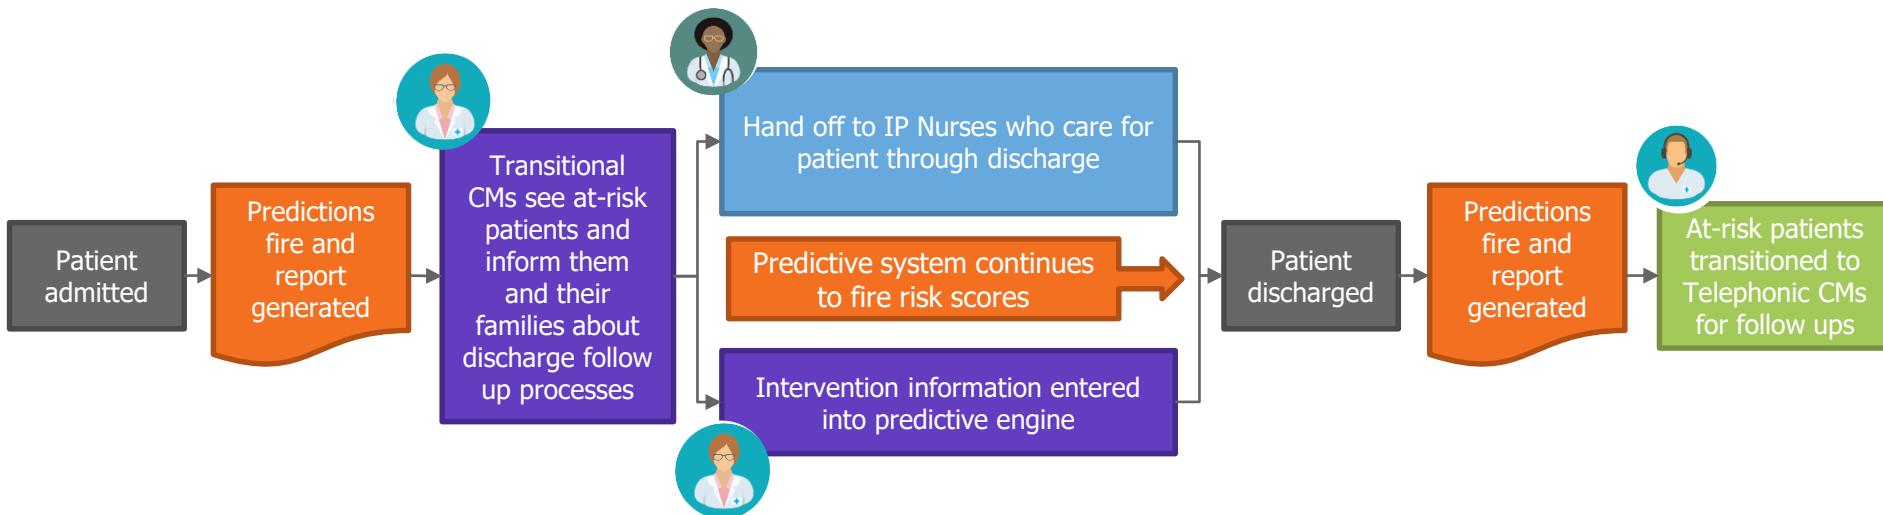 Patient
admitted
Predictions
fire and
report
generated
Transitional
CMs see at-risk
patients and
inform them
and their
families about
discharge follow
up processes
Hand off to IP Nurses who care for
patient through discharge
Predictive system continues
to fire risk scores
Intervention information entered
into predictive engine
Patient
discharged
Predictions
fire and
report
generated
At-risk patients
transitioned to
Telephonic CMs
for follow ups